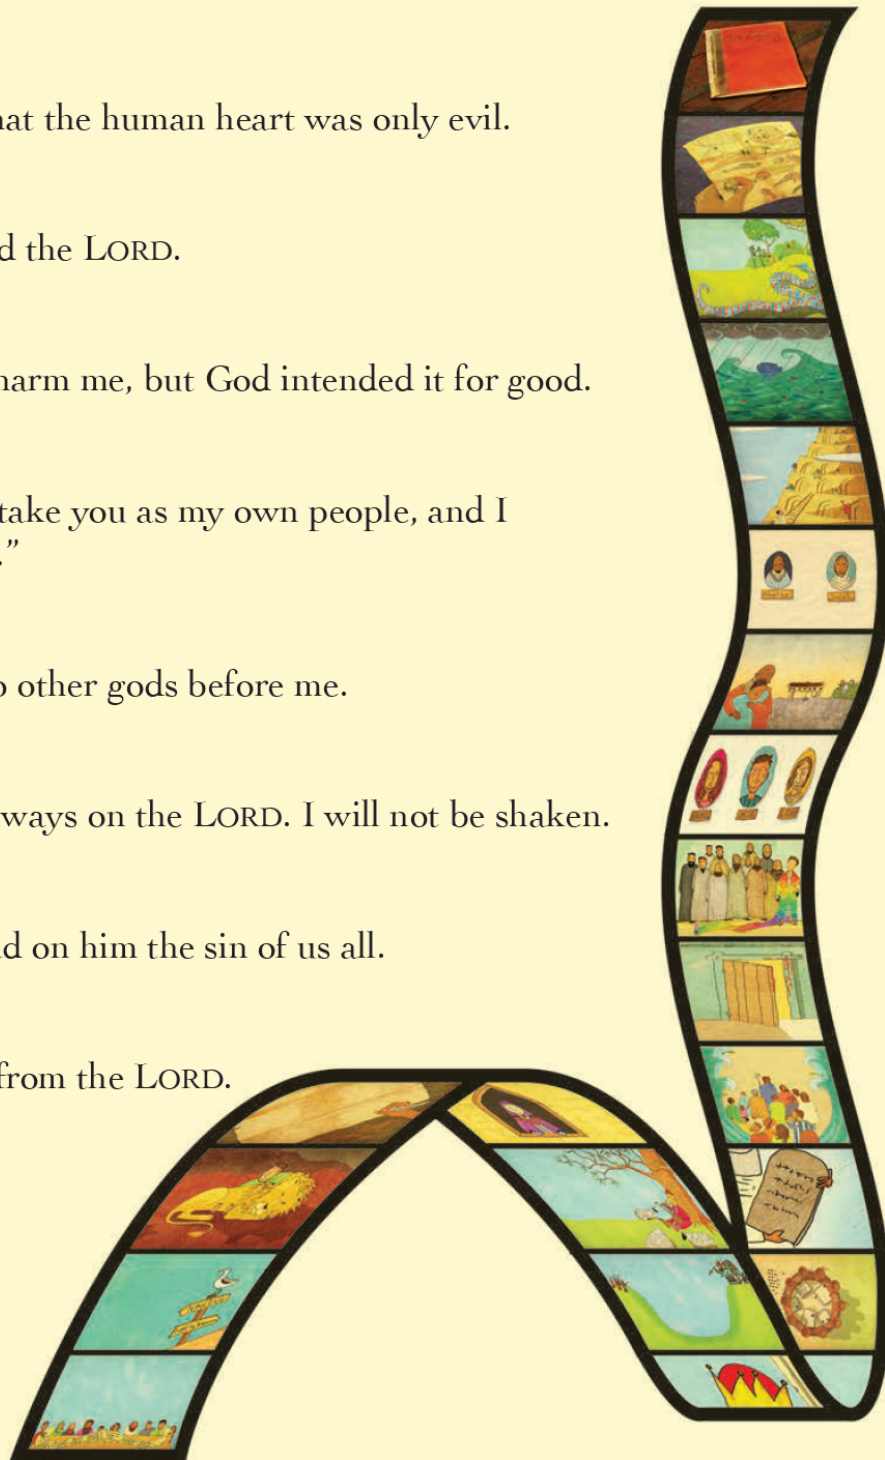 hat the human heart was only evil.
d the LORD.
harm me, but God intended it for good.
take you as my own people, and I
.”
o other gods before me.
ways on the LORD. I will not be shaken.
id on him the sin of us all.
from the LORD.